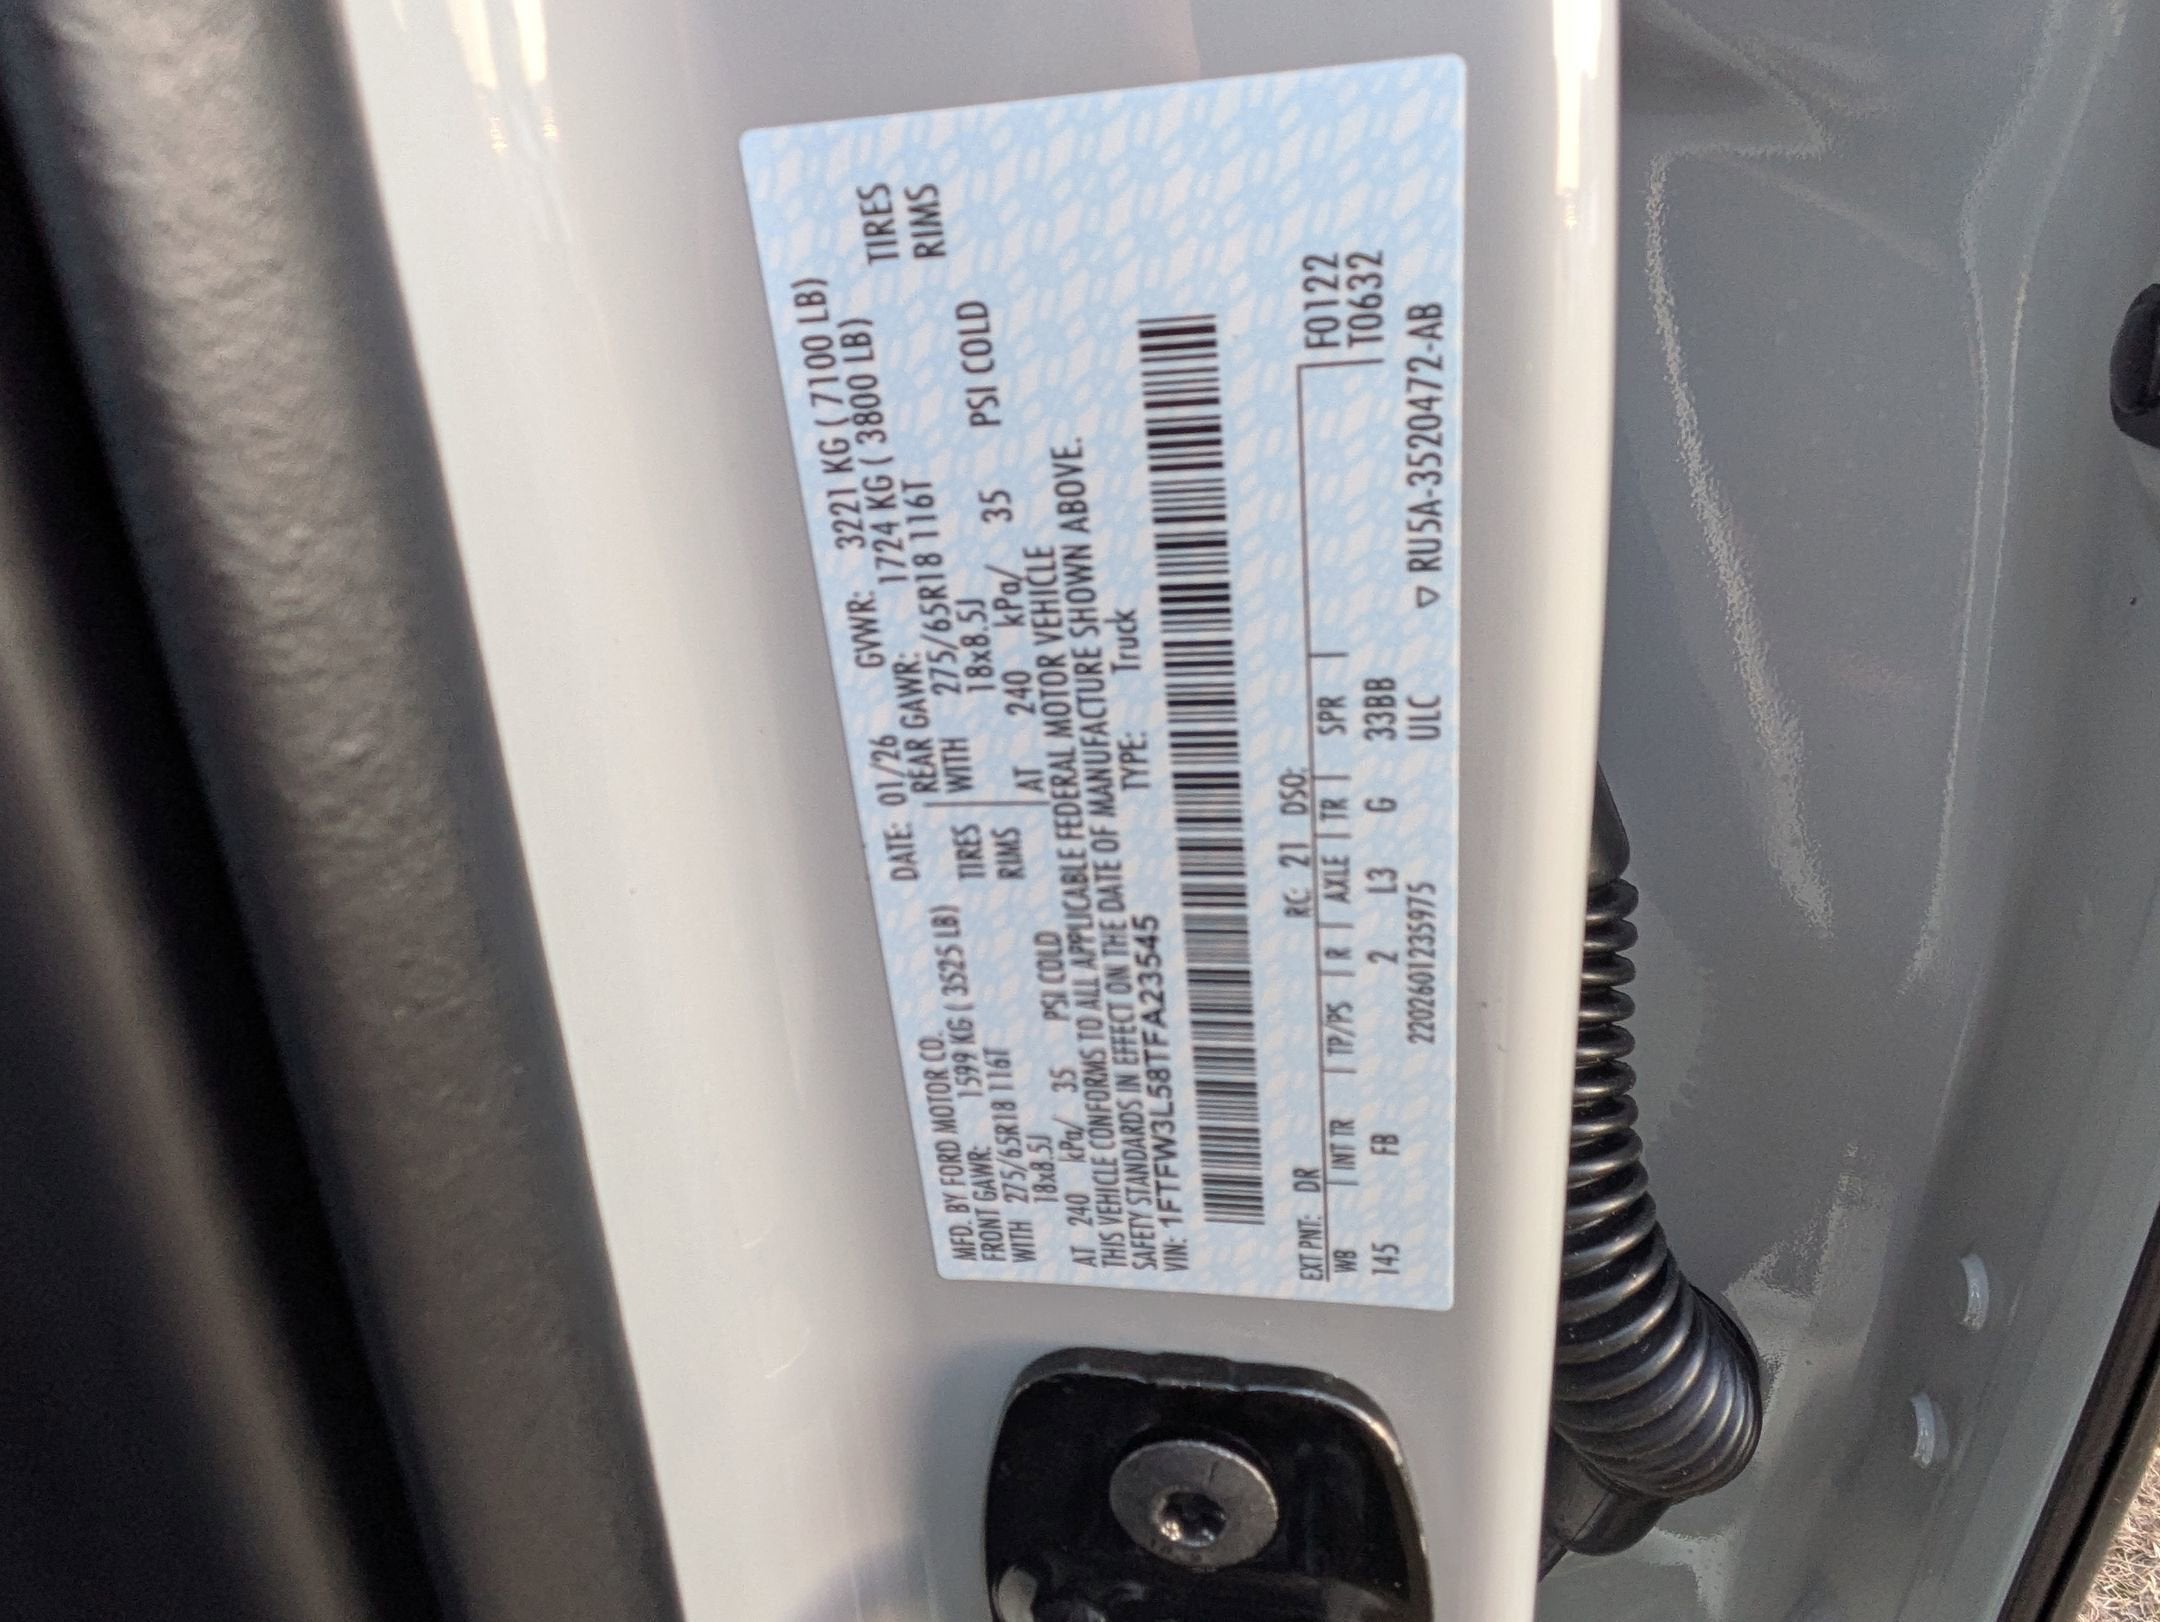 MFD. BY FORD MOTOR CO. DATE: 01/26 GVWR: 3221 KG ( 7100 LB)
FRONT GAWR: 1599 KG ( 3525 LB) REAR GAWR: 1724 KG ( 3800 LB)
WITH 275/65R18 116T TIRES WITH 275/65R18 116T TIRES
18x8.5J RIMS 18x8.5J RIMS
AT 240 kPa/ 35 PSI COLD AT 240 kPa/ 35 PSI COLD
THIS VEHICLE CONFORMS TO ALL APPLICABLE FEDERAL MOTOR VEHICLE
SAFETY STANDARDS IN EFFECT ON THE DATE OF MANUFACTURE SHOWN ABOVE.
VIN: 1FTFW3L58TFA23545 TYPE: Truck
EXT PNT: DR RC: 21 DSO:
WB | INT TR | TP/PS | R | AXLE | TR | SPR | F0122
145 FB 2 L3 G 33BB T0632
2202601235975 ULC ▽ RU5A-3520472-AB